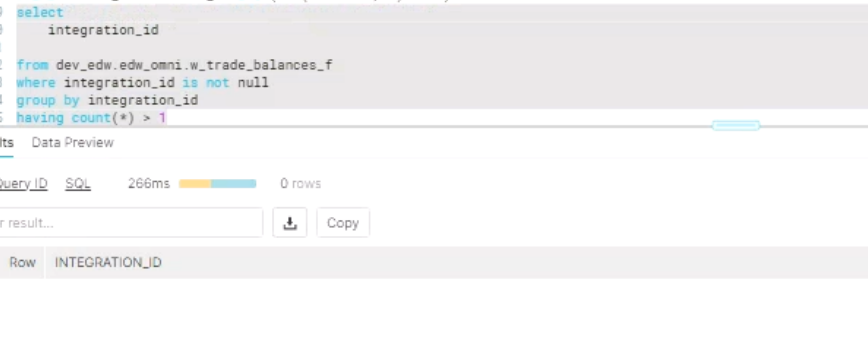 select
integration_id
from dev_edw.edw_omni.w_trade_balances_f
where integration_id is not null
group by integration_id
having count(*) > 1
lts Data Preview
Query ID SQL 266ms 0 rows
r result... Copy
Row INTEGRATION_ID